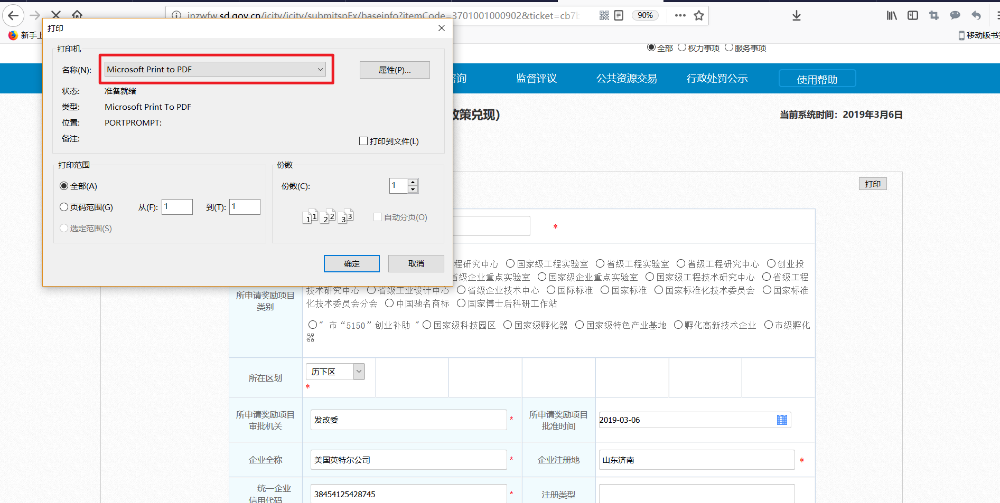 jnzwfw.sd.gov.cn/icity/icity/submitspEx/baseinfo?itemCode=3701001000902&ticket=cb7
90%
新手上
移动版书签
打印
打印机
名称(N):
Microsoft Print to PDF
属性(P)...
状态:
准备就绪
类型:
Microsoft Print To PDF
位置:
PORTPROMPT:
备注:
打印到文件(L)
打印范围
全部(A)
页码范围(G)
从(F):
1
到(T):
1
选定范围(S)
份数
份数(C):
1
1 1 2 2 3 3
自动分页(O)
确定
取消
全部 权力事项 服务事项
咨询
监督评议
公共资源交易
行政处罚公示
使用帮助
政策兑现)
当前系统时间：2019年3月6日
打印
*
所申请奖励项目
类别
程研究中心 国家级工程实验室 省级工程实验室 省级工程研究中心 创业投
省级企业重点实验室 国家级企业重点实验室 国家级工程技术研究中心 省级工程
技术研究中心 省级工业设计中心 省级企业技术中心 国际标准 国家标准 国家标准化技术委员会 国家标准
化技术委员会分会 中国驰名商标 国家博士后科研工作站
" 市“5150”创业补助 " 国家级科技园区 国家级孵化器 国家级特色产业基地 孵化高新技术企业 市级孵化
器
所在区划
历下区
*
所申请奖励项目
审批机关
发改委
*
所申请奖励项目
批准时间
2019-03-06
企业全称
美国英特尔公司
*
企业注册地
山东济南
*
统一企业
信用代码
38454125428745
*
注册类型